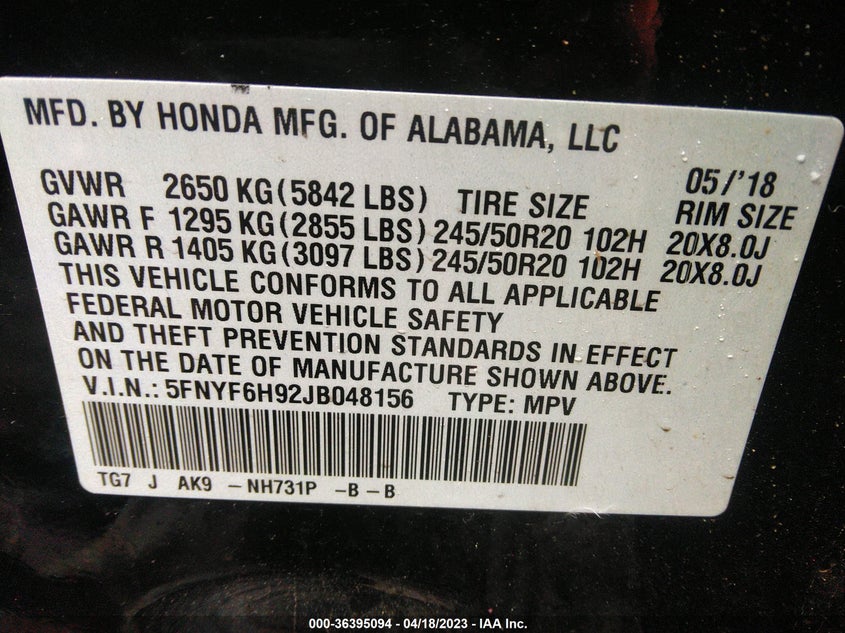 MFD. BY HONDA MFG. OF ALABAMA, LLC
05/'18
GVWR 2650 KG(5842 LBS) TIRE SIZE RIM SIZE
GAWR F 1295 KG(2855 LBS) 245/50R20 102H 20X8.0J
GAWR R 1405 KG(3097 LBS) 245/50R20 102H 20X8.0J
THIS VEHICLE CONFORMS TO ALL APPLICABLE
FEDERAL MOTOR VEHICLE SAFETY
AND THEFT PREVENTION STANDARDS IN EFFECT
ON THE DATE OF MANUFACTURE SHOWN ABOVE.
V.I.N.: 5FNYF6H92JB048156 TYPE: MPV
TG7 J AK9 -NH731P -B-B
000-36395094 - 04/18/2023 - IAA Inc.